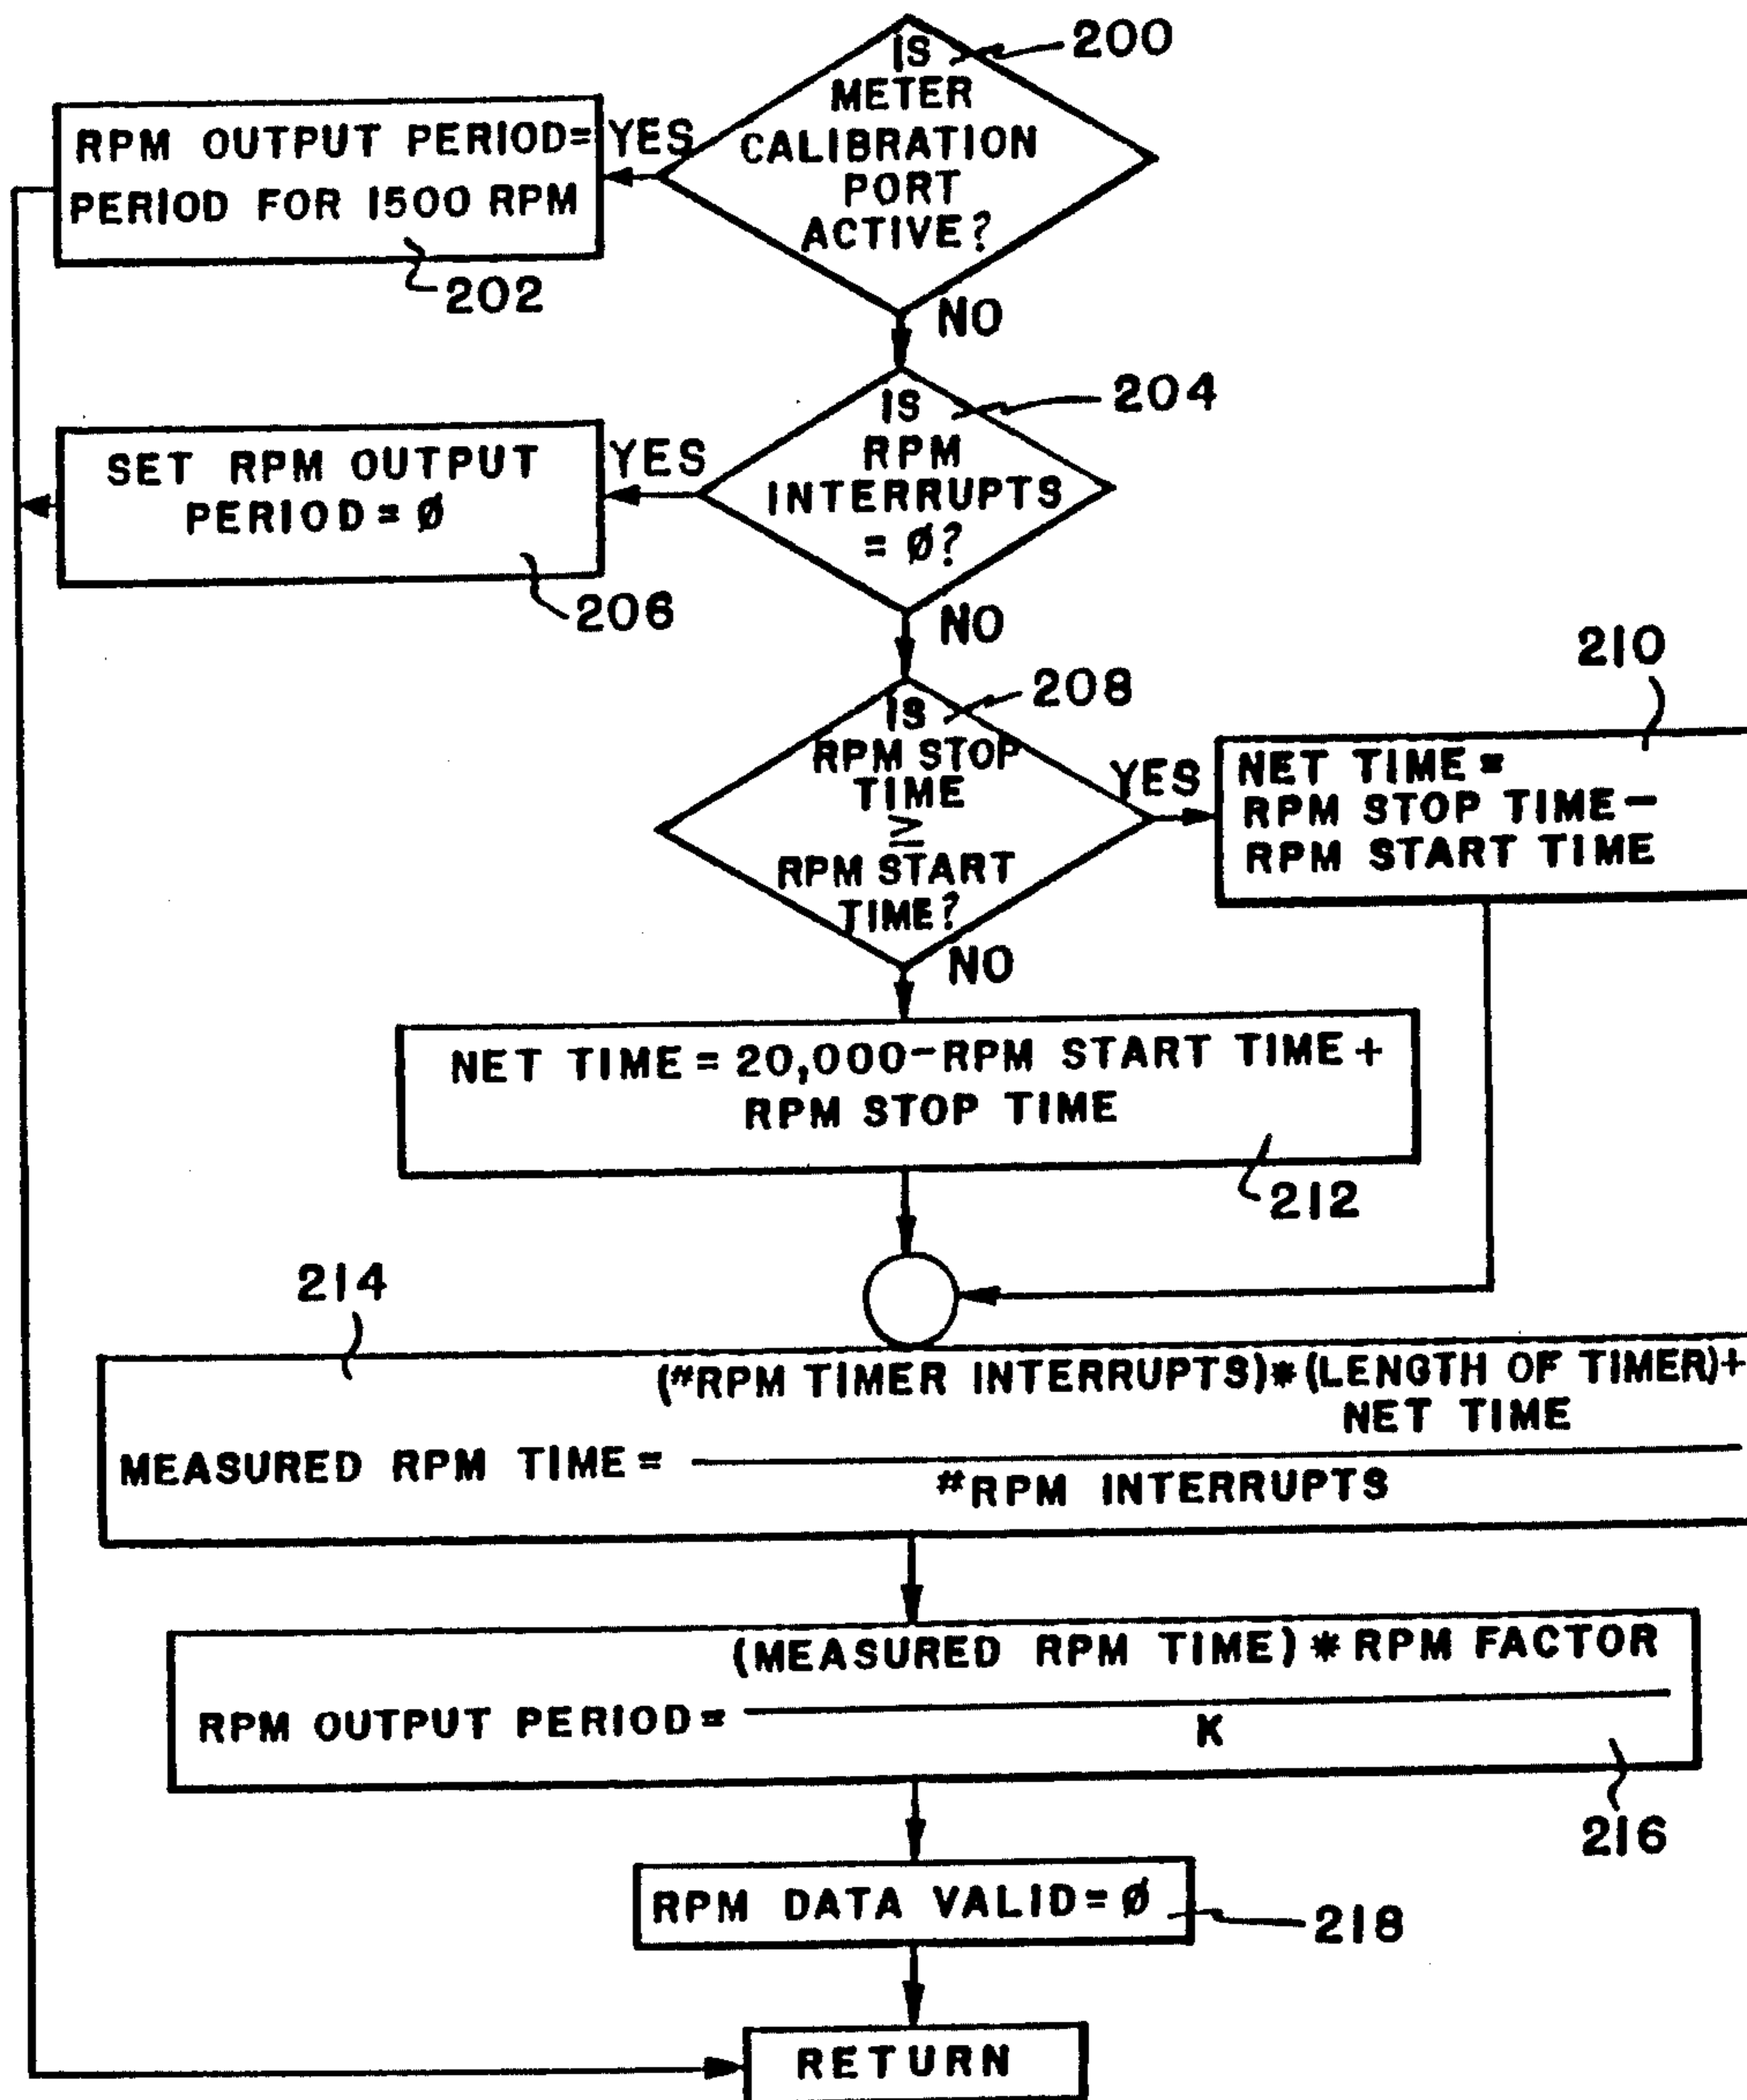 IS
METER
CALIBRATION
PORT
ACTIVE?
200
YES
RPM OUTPUT PERIOD=
PERIOD FOR 1500 RPM
202
NO
IS
RPM
INTERRUPTS
= Ø?
204
YES
SET RPM OUTPUT
PERIOD = Ø
206
NO
IS
RPM STOP
TIME
≥
RPM START
TIME?
208
YES
210
NET TIME =
RPM STOP TIME –
RPM START TIME
NO
NET TIME = 20,000 – RPM START TIME +
RPM STOP TIME
212
214
(#RPM TIMER INTERRUPTS) * (LENGTH OF TIMER) +
NET TIME
MEASURED RPM TIME =
#RPM INTERRUPTS
(MEASURED RPM TIME) * RPM FACTOR
RPM OUTPUT PERIOD =
K
216
RPM DATA VALID = Ø
218
RETURN